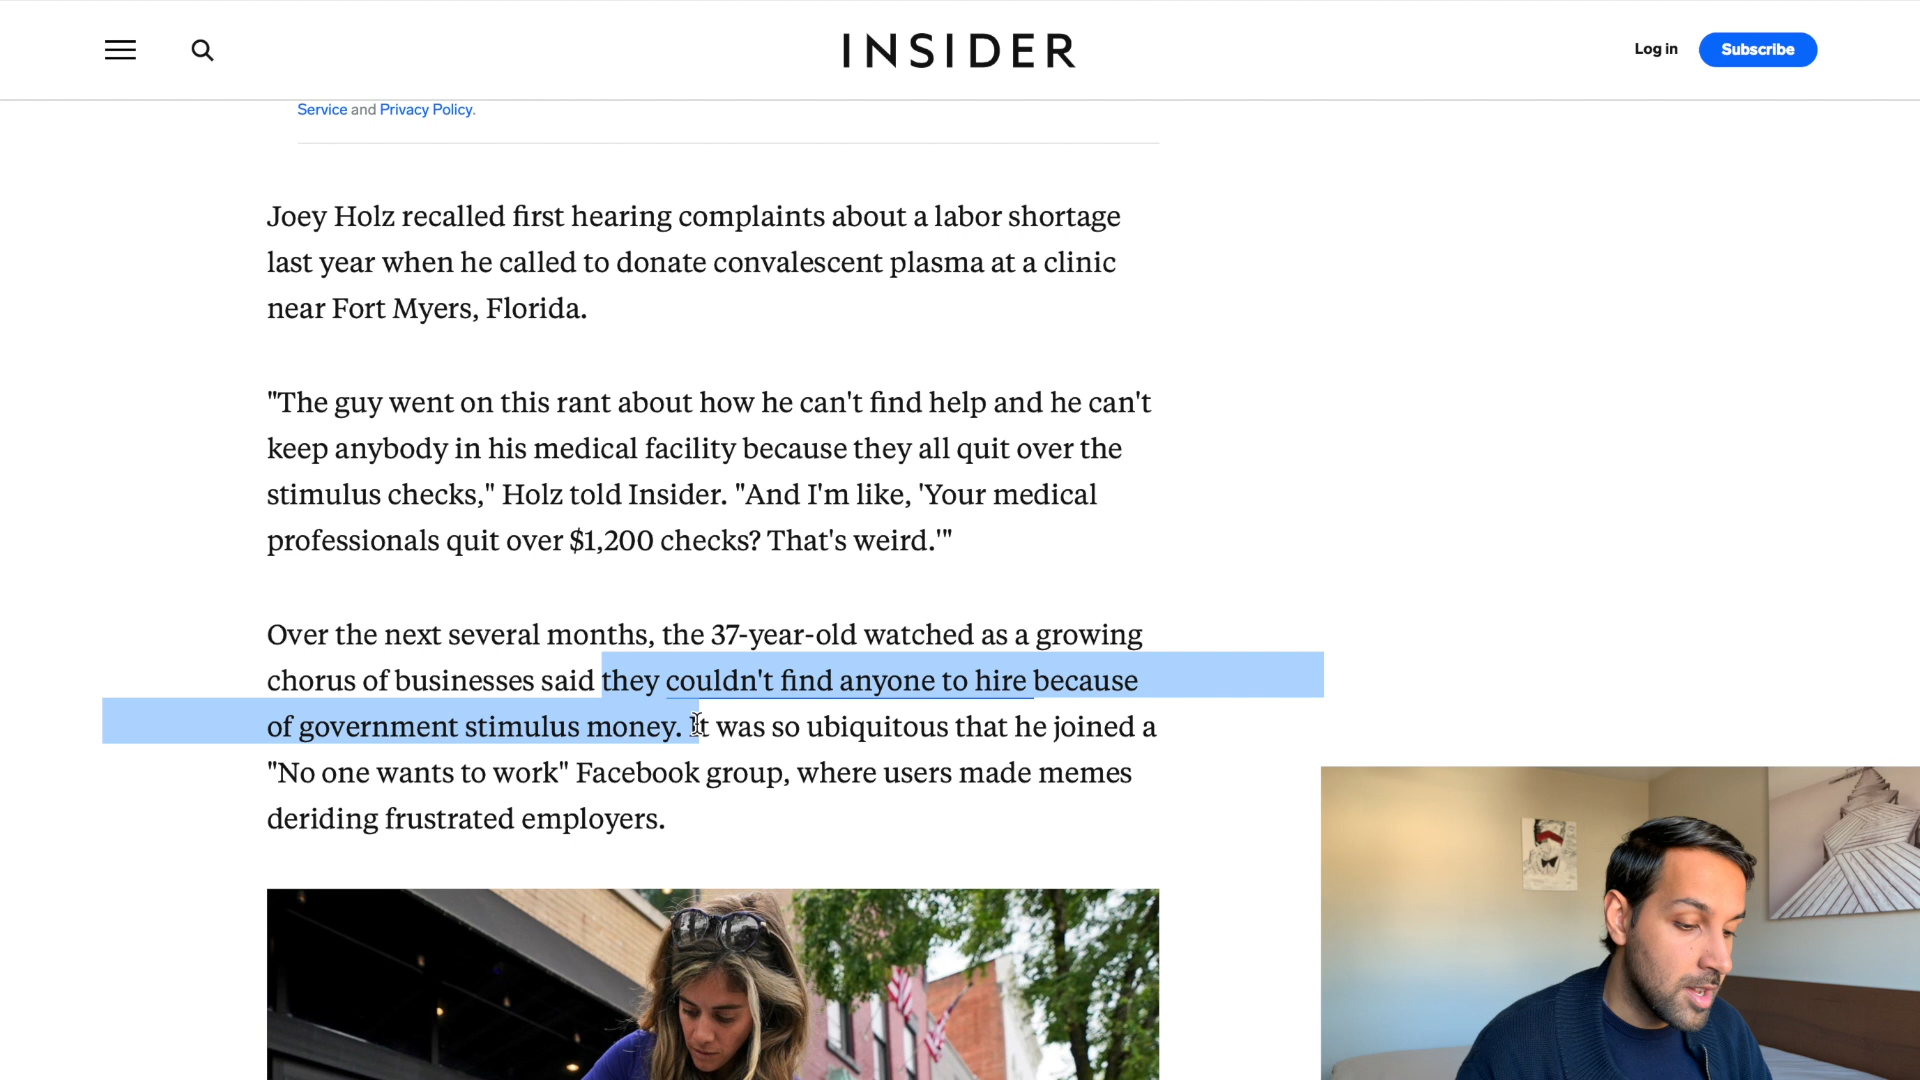 INSIDER
Log in
Subscribe
Service and Privacy Policy.
Joey Holz recalled first hearing complaints about a labor shortage
last year when he called to donate convalescent plasma at a clinic
near Fort Myers, Florida.
"The guy went on this rant about how he can't find help and he can't
keep anybody in his medical facility because they all quit over the
stimulus checks," Holz told Insider. "And I'm like, 'Your medical
professionals quit over $1,200 checks? That's weird.'"
Over the next several months, the 37-year-old watched as a growing
chorus of businesses said they couldn't find anyone to hire because
of government stimulus money. It was so ubiquitous that he joined a
"No one wants to work" Facebook group, where users made memes
deriding frustrated employers.